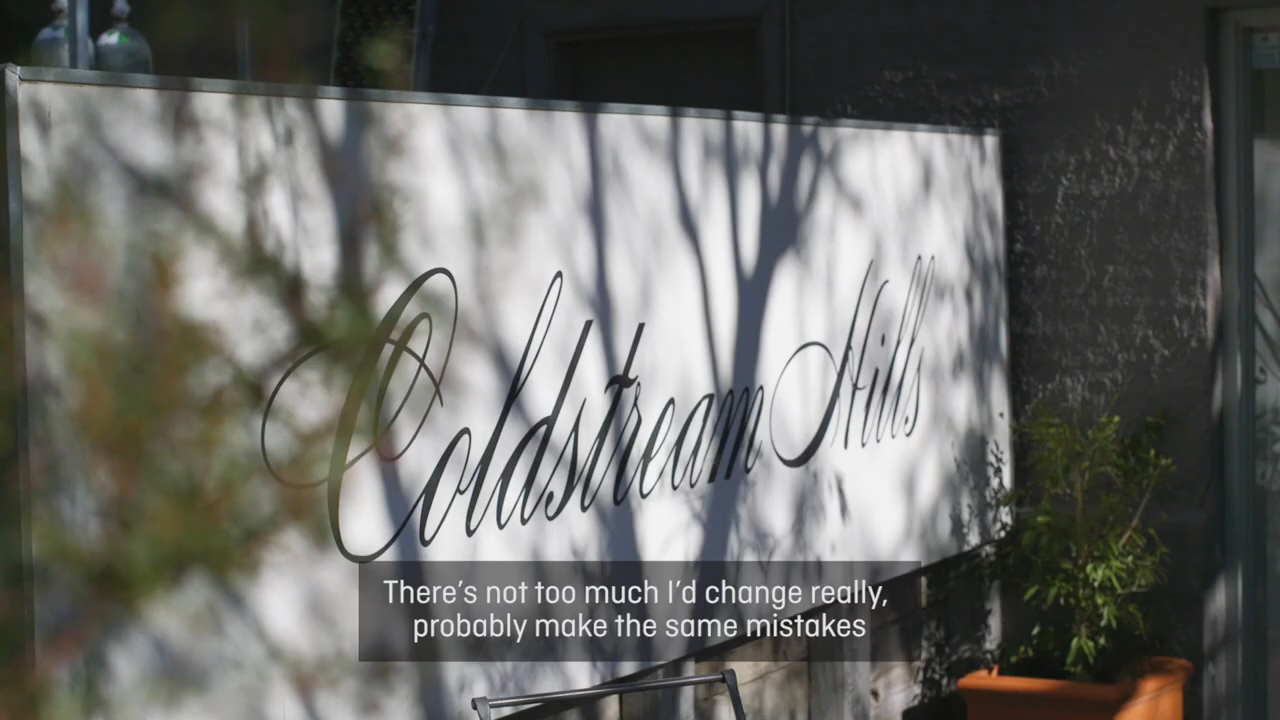 Coldstream Hills
There's not too much I'd change really,
probably make the same mistakes